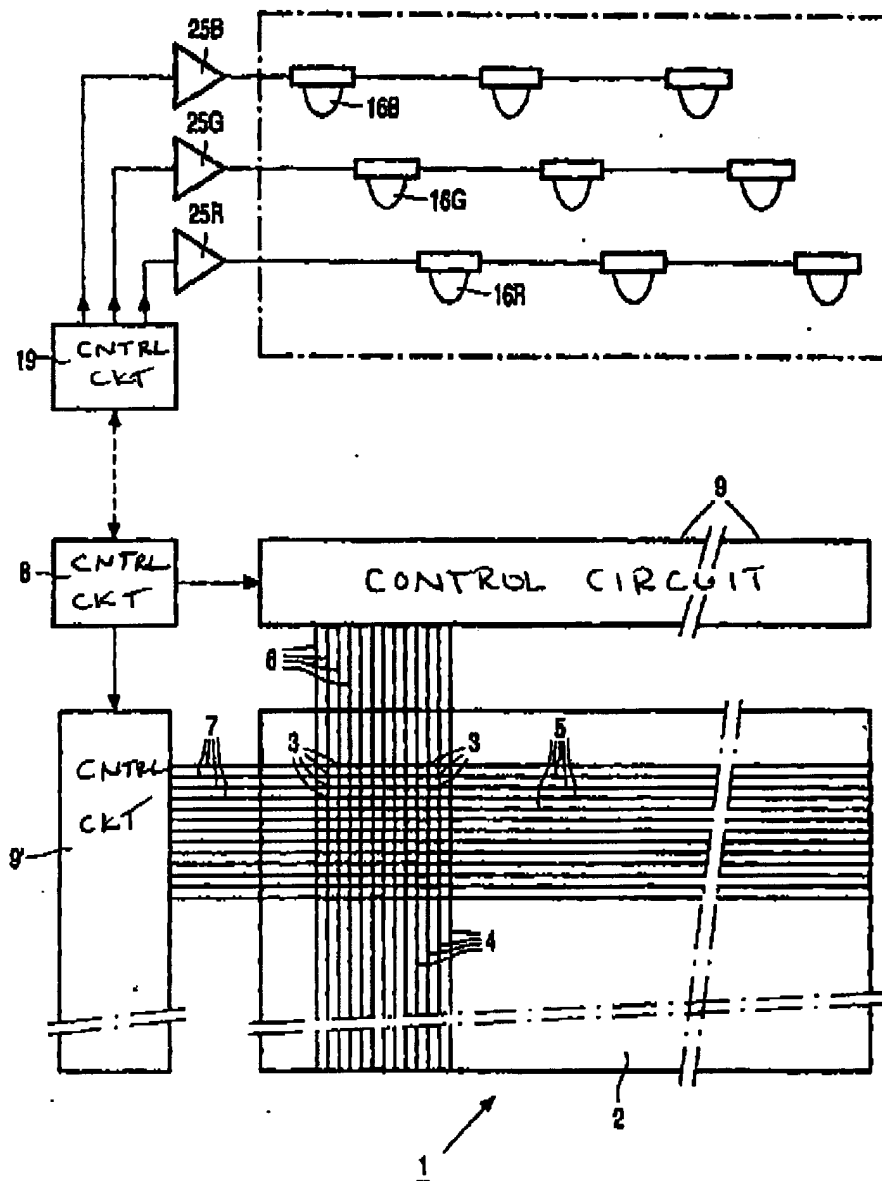 25B
16B
25G
16G
25R
16R
19
CNTRL
CKT
9
8
CNTRL
CKT
CONTROL CIRCUIT
6
7
3
3
5
CNTRL
CKT
9'
4
2
1